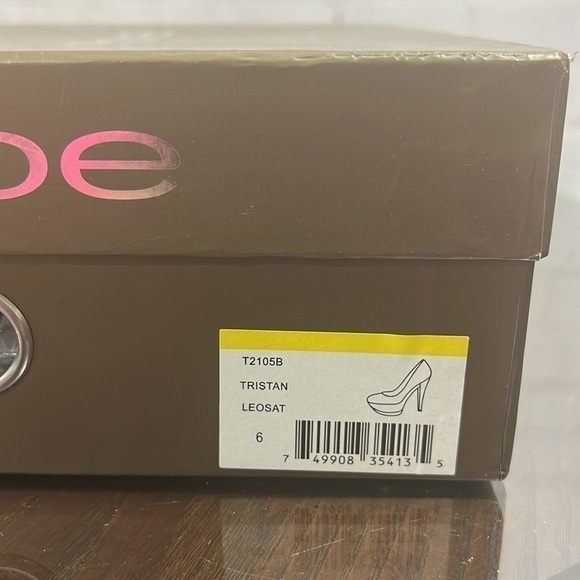 be
T2105B
TRISTAN
LEOSAT
6
7 49908 35413 5